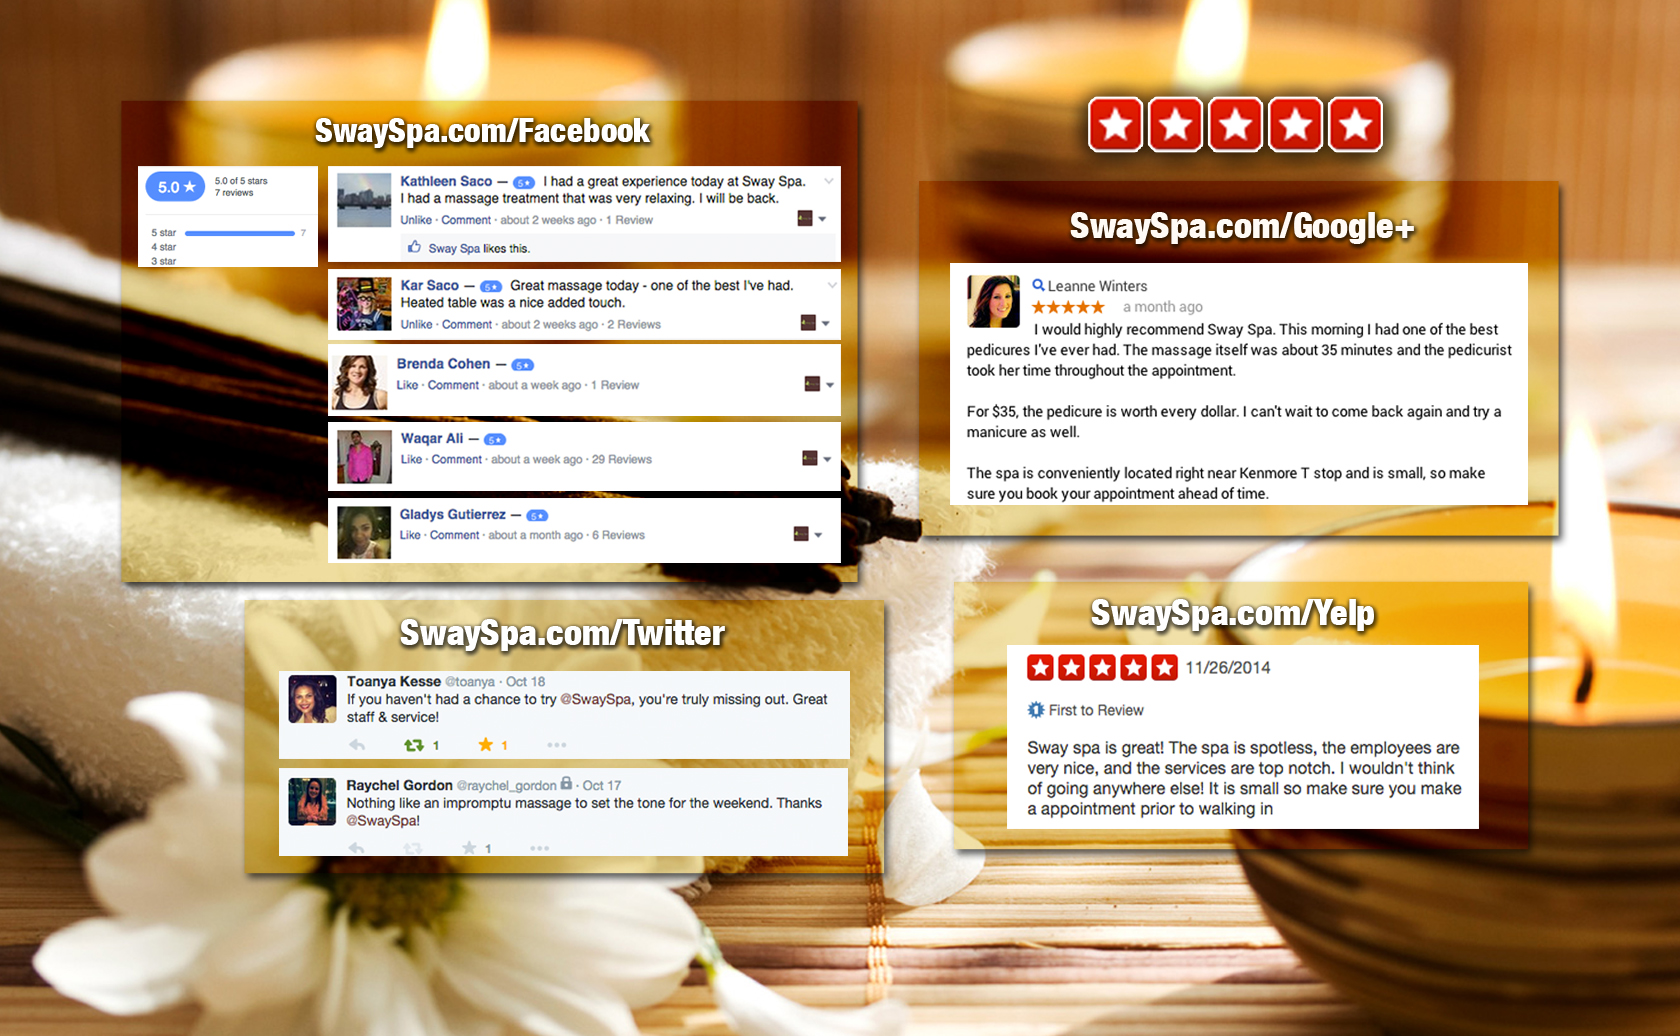 SwaySpa.com/Facebook
5.0 ★
5.0 of 5 stars
7 reviews
5 star 7
4 star
3 star
Kathleen Saco — 5★ I had a great experience today at Sway Spa.
I had a massage treatment that was very relaxing. I will be back.
Unlike · Comment · about 2 weeks ago · 1 Review
Sway Spa likes this.
Kar Saco — 5★ Great massage today - one of the best I've had.
Heated table was a nice added touch.
Unlike · Comment · about 2 weeks ago · 2 Reviews
Brenda Cohen — 5★
Like · Comment · about a week ago · 1 Review
Waqar Ali — 5★
Like · Comment · about a week ago · 29 Reviews
Gladys Gutierrez — 5★
Like · Comment · about a month ago · 6 Reviews
SwaySpa.com/Twitter
Toanya Kesse @toanya · Oct 18
If you haven't had a chance to try @SwaySpa, you're truly missing out. Great
staff & service!
1 1
Raychel Gordon @raychel_gordon · Oct 17
Nothing like an impromptu massage to set the tone for the weekend. Thanks
@SwaySpa!
1
SwaySpa.com/Google+
Leanne Winters
a month ago
I would highly recommend Sway Spa. This morning I had one of the best
pedicures I've ever had. The massage itself was about 35 minutes and the pedicurist
took her time throughout the appointment.
For $35, the pedicure is worth every dollar. I can't wait to come back again and try a
manicure as well.
The spa is conveniently located right near Kenmore T stop and is small, so make
sure you book your appointment ahead of time.
SwaySpa.com/Yelp
11/26/2014
1 First to Review
Sway spa is great! The spa is spotless, the employees are
very nice, and the services are top notch. I wouldn't think
of going anywhere else! It is small so make sure you make
a appointment prior to walking in